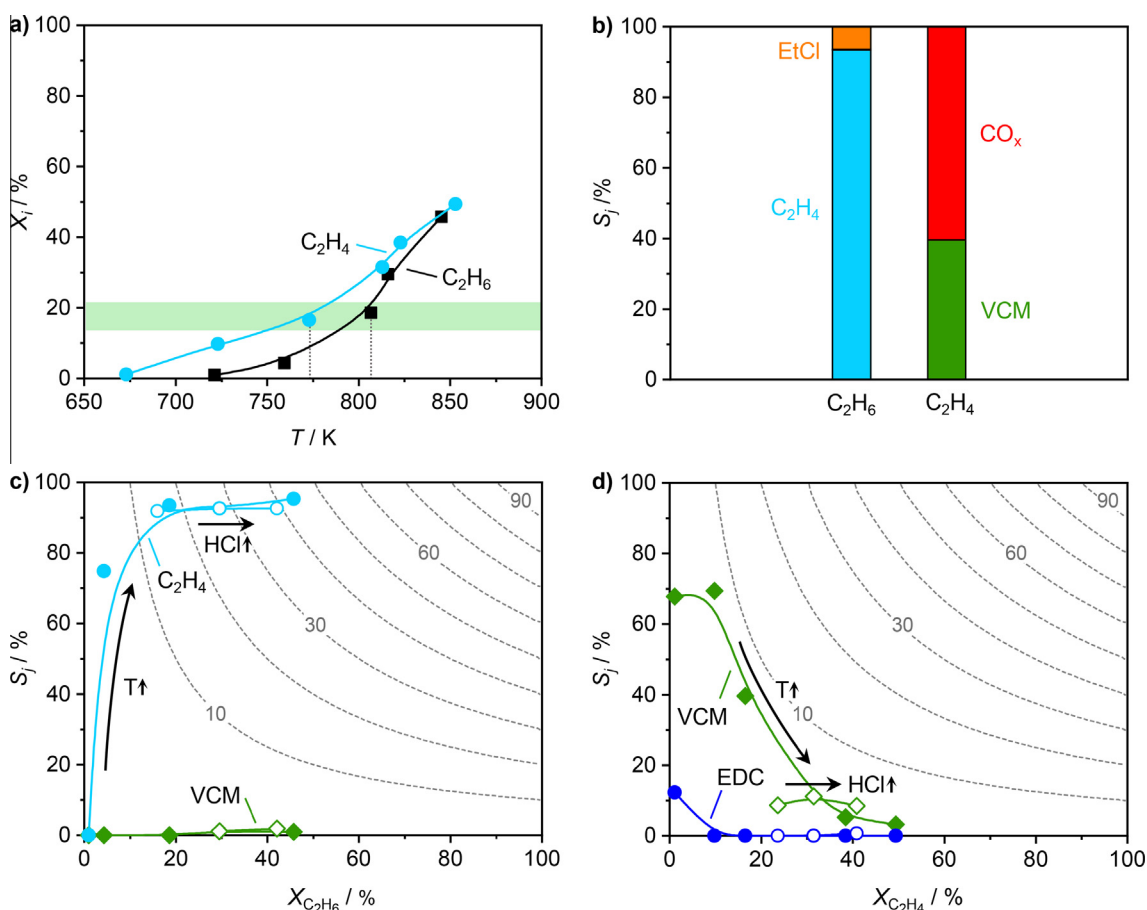 a)
100
80
60
40
20
0
X_i / %
C₂H₄
C₂H₆
650
700
750
800
850
900
T / K
b)
100
80
60
40
20
0
S_j /%
EtCl
C₂H₄
CO_x
VCM
C₂H₆
C₂H₄
c)
100
80
60
40
20
0
S_j / %
90
60
30
10
HCl↑
C₂H₄
T↑
VCM
0
20
40
60
80
100
X_C₂H₆ / %
d)
100
80
60
40
20
0
S_j / %
90
60
30
10
T↑
VCM
EDC
HCl↑
0
20
40
60
80
100
X_C₂H₄ / %